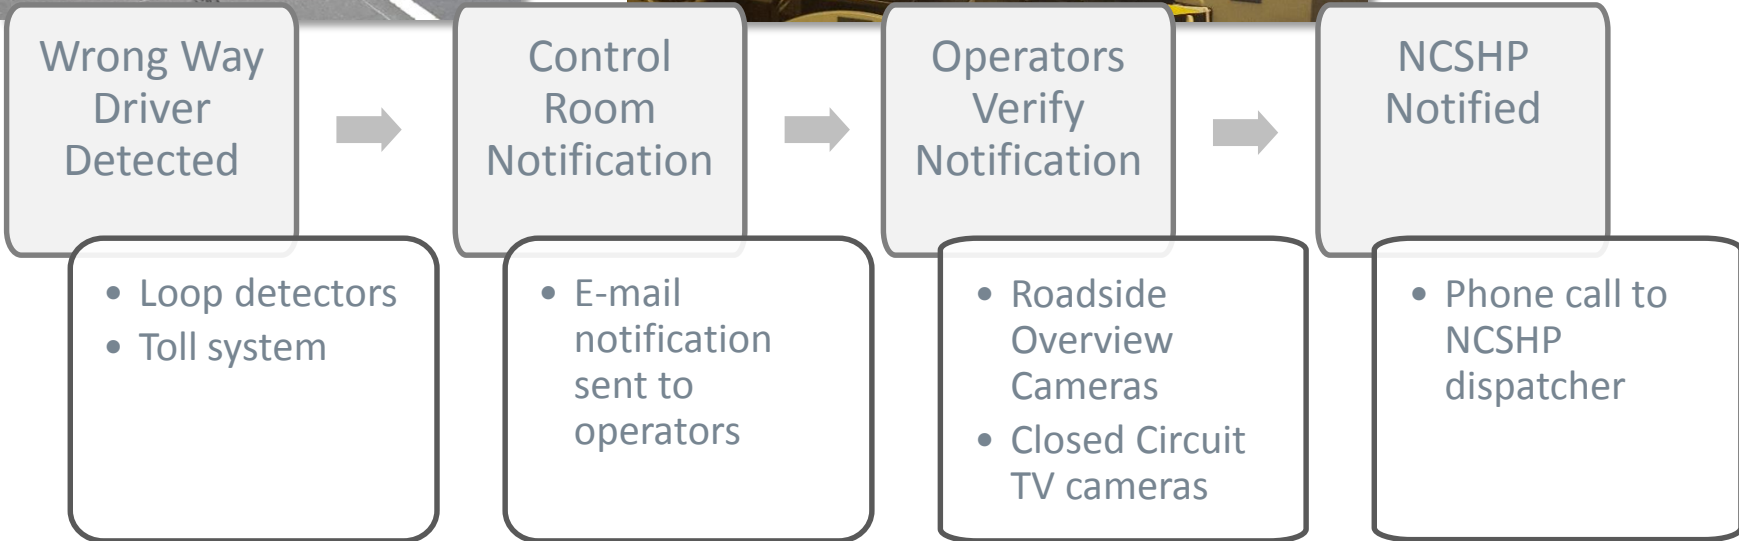 Wrong Way
Driver
Detected
• Loop detectors
• Toll system
Control
Room
Notification
• E-mail
notification
sent to
operators
Operators
Verify
Notification
• Roadside
Overview
Cameras
• Closed Circuit
TV cameras
NCSHP
Notified
• Phone call to
NCSHP
dispatcher